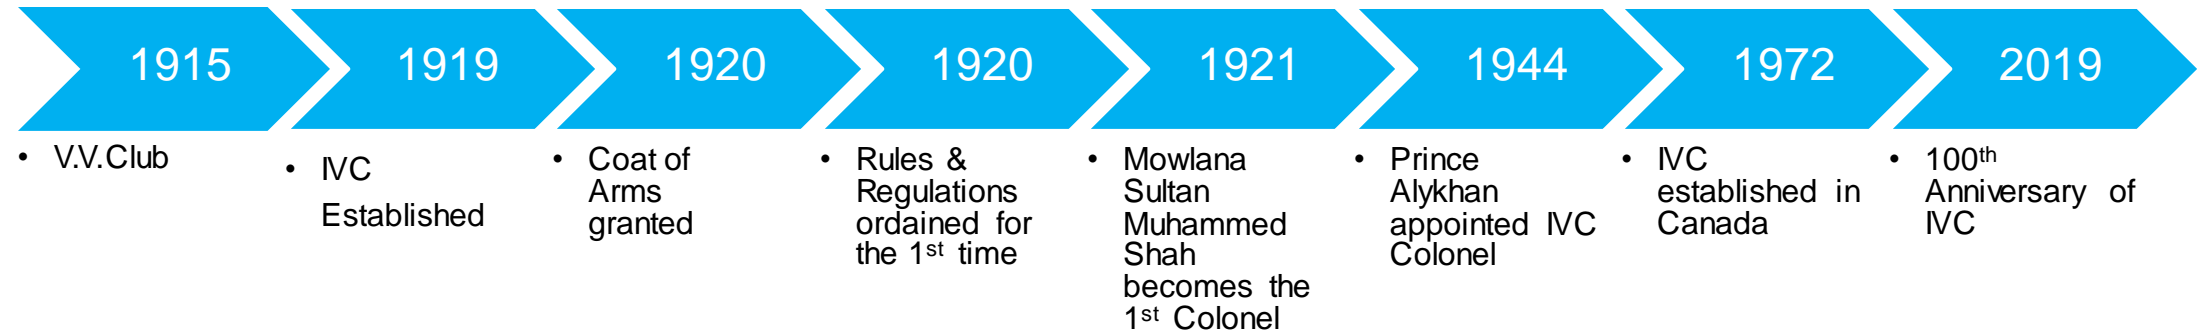 1915
1919
1920
1920
1921
1944
1972
2019
• V.V.Club
• IVC
Established
• Coat of
Arms
granted
• Rules &
Regulations
ordained for
the 1st time
• Mowlana
Sultan
Muhammed
Shah
becomes the
1st Colonel
• Prince
Alykhan
appointed IVC
Colonel
• IVC
established in
Canada
• 100th
Anniversary of
IVC